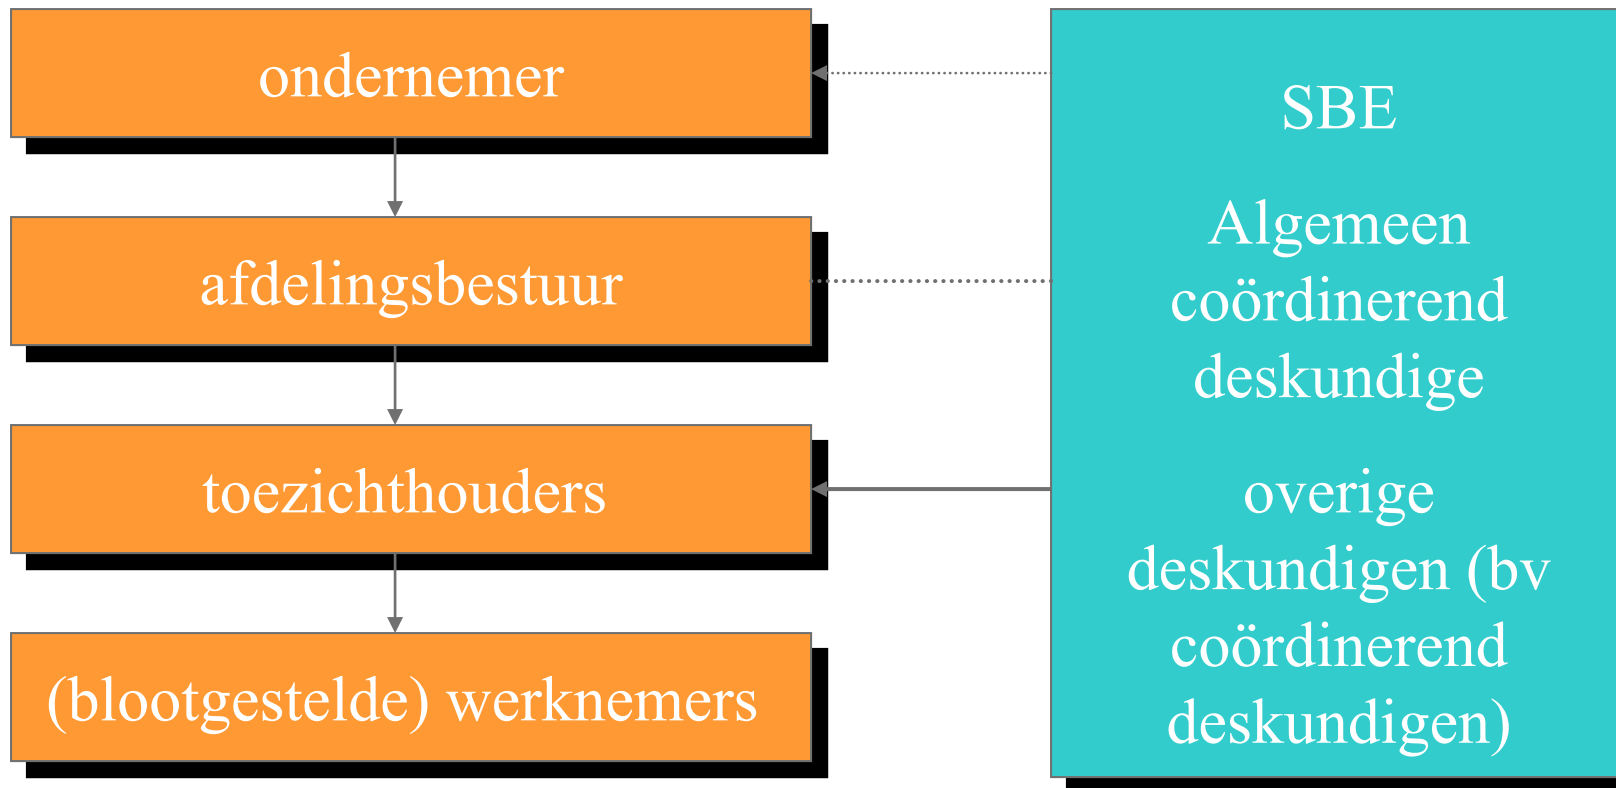 ondernemer
afdelingsbestuur
toezichthouders
(blootgestelde) werknemers
SBE
Algemeen
coördinerend
deskundige
overige
deskundigen (bv
coördinerend
deskundigen)